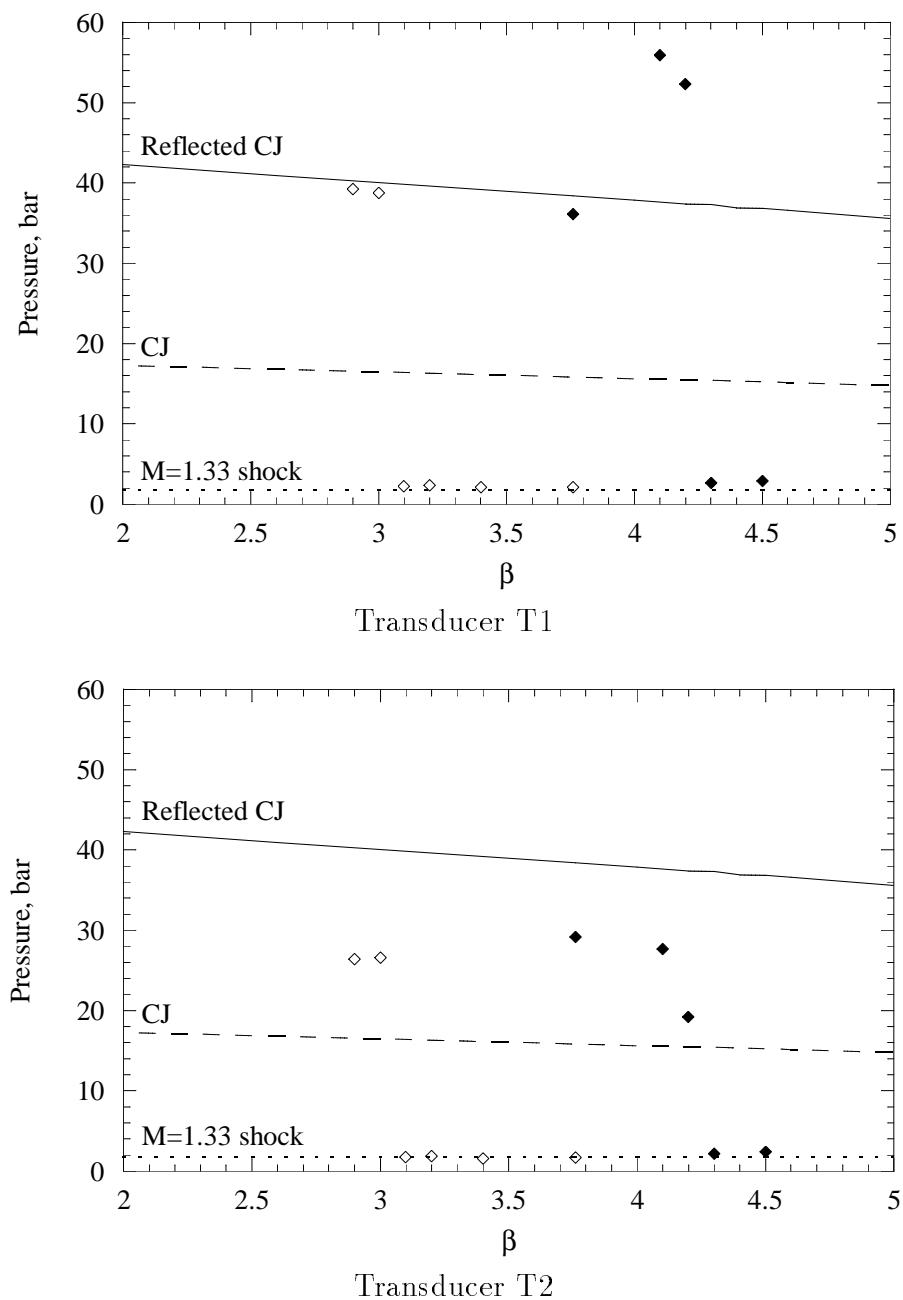 60
50
40
30
20
10
0
Pressure, bar
Reflected CJ
CJ
M=1.33 shock
2 2.5 3 3.5 4 4.5 5
β
Transducer T1
60
50
40
30
20
10
0
Pressure, bar
Reflected CJ
CJ
M=1.33 shock
2 2.5 3 3.5 4 4.5 5
β
Transducer T2